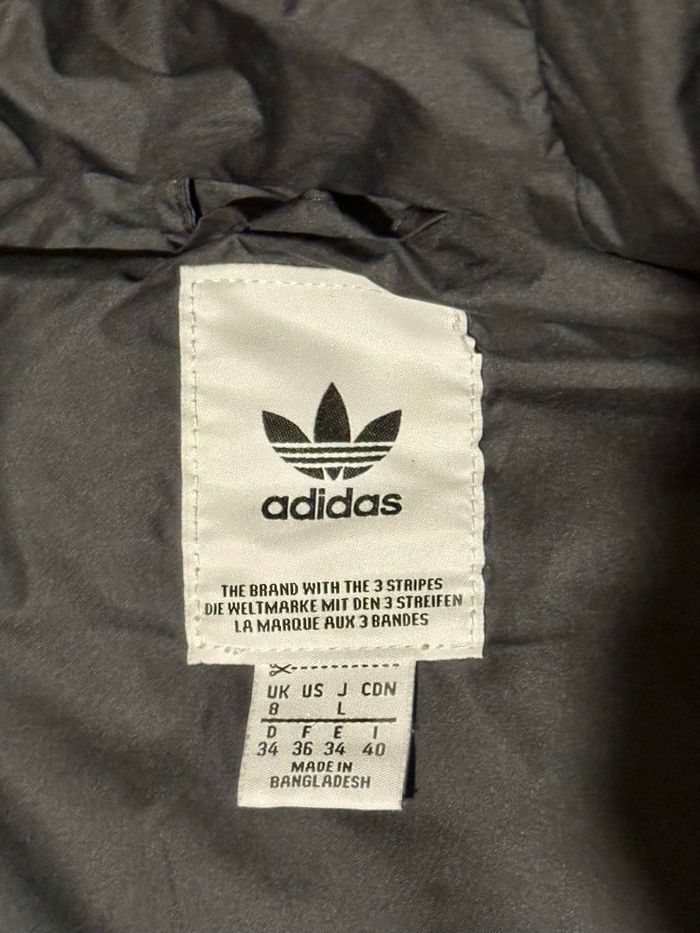 adidas
THE BRAND WITH THE 3 STRIPES
DIE WELTMARKE MIT DEN 3 STREIFEN
LA MARQUE AUX 3 BANDES
UK US J CDN
8 L
D F E I
34 36 34 40
MADE IN
BANGLADESH